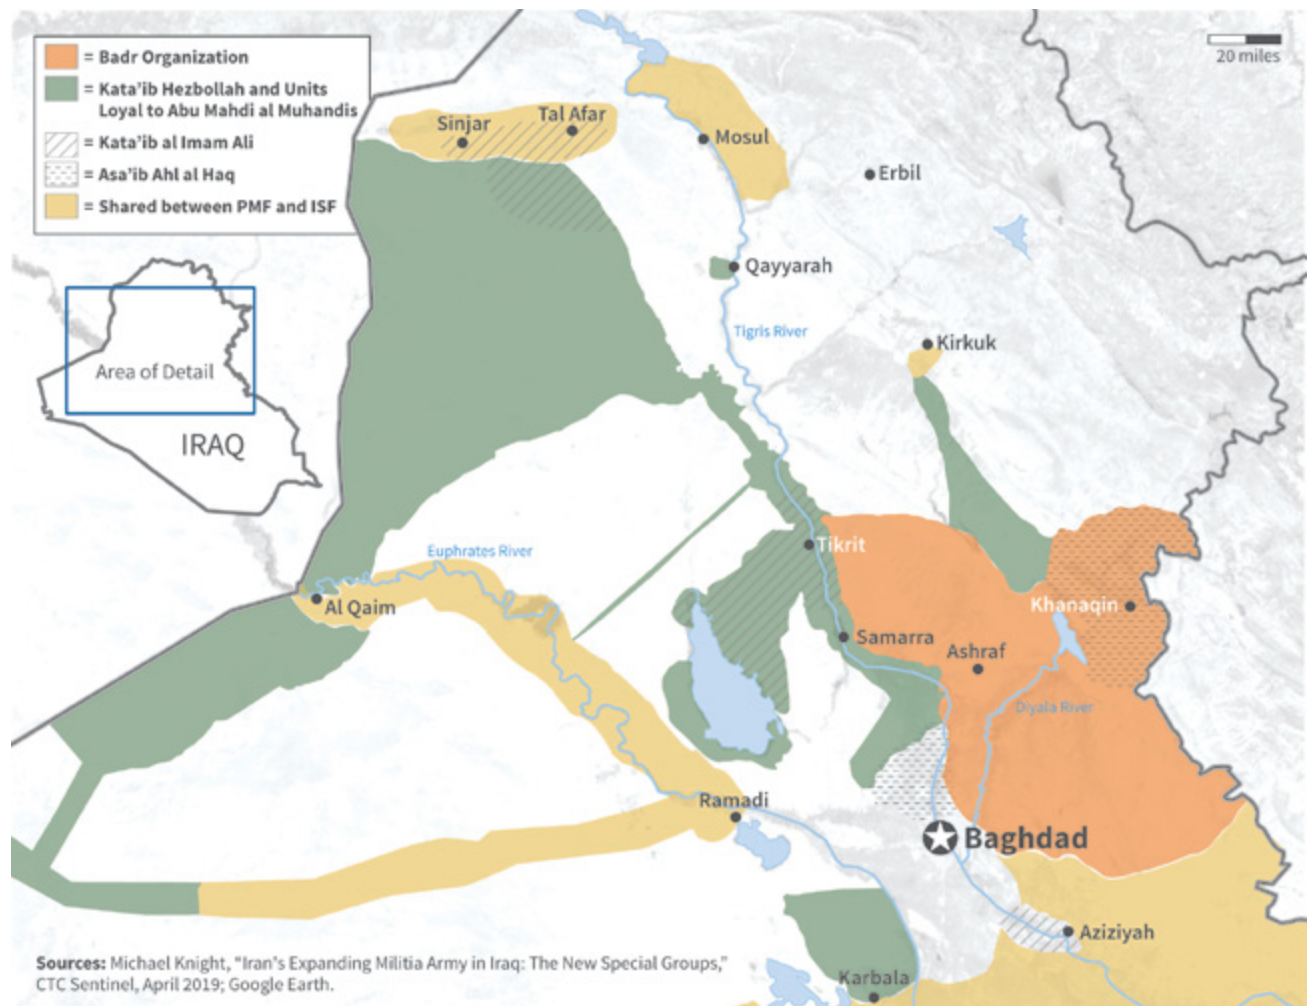 = Badr Organization
= Kata'ib Hezbollah and Units
Loyal to Abu Mahdi al Muhandis
= Kata'ib al Imam Ali
= Asa'ib Ahl al Haq
= Shared between PMF and ISF
20 miles
Sinjar
Tal Afar
Mosul
Erbil
Qayyarah
Tigris River
Kirkuk
Area of Detail
IRAQ
Euphrates River
Tikrit
Al Qaim
Khanaqin
Samarra
Ashraf
Diyala River
Ramadi
Baghdad
Aziziyah
Karbala
Sources: Michael Knight, “Iran's Expanding Militia Army in Iraq: The New Special Groups,”
CTC Sentinel, April 2019; Google Earth.